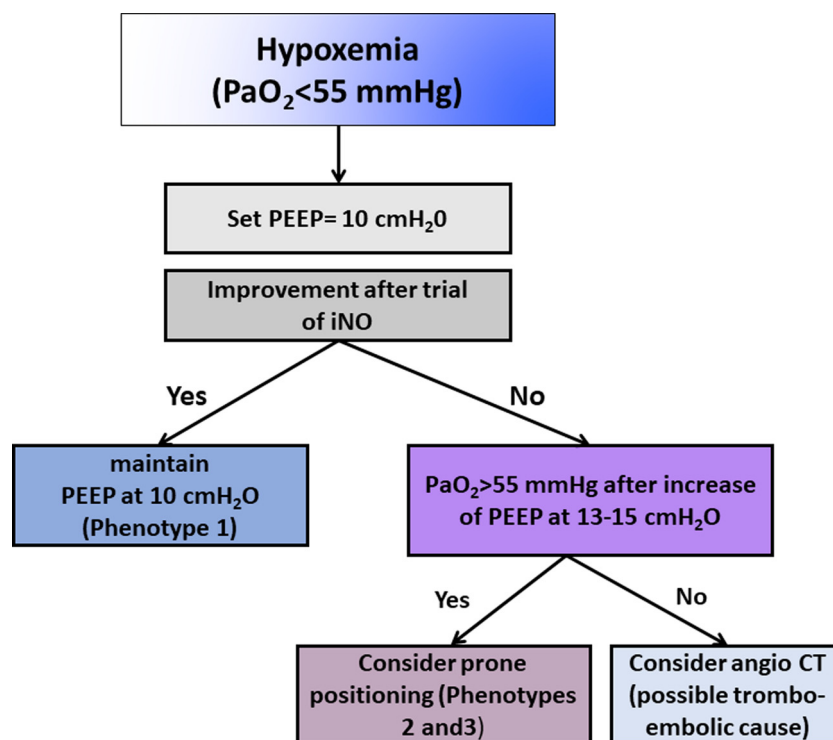 Hypoxemia
(PaO₂<55 mmHg)
Set PEEP= 10 cmH₂0
Improvement after trial
of iNO
Yes
No
maintain
PEEP at 10 cmH₂O
(Phenotype 1)
PaO₂>55 mmHg after increase
of PEEP at 13-15 cmH₂O
Yes
No
Consider prone
positioning (Phenotypes
2 and3)
Consider angio CT
(possible trombo-
embolic cause)